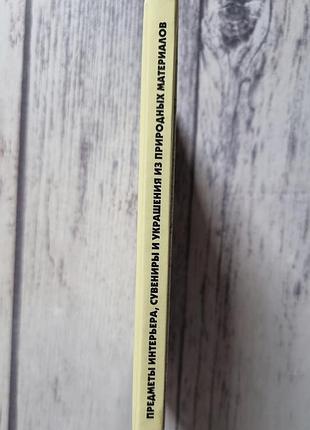 ПРЕДМЕТЫ ИНТЕРЬЕРА, СУВЕНИРЫ И УКРАШЕНИЯ ИЗ ПРИРОДНЫХ МАТЕРИАЛОВ